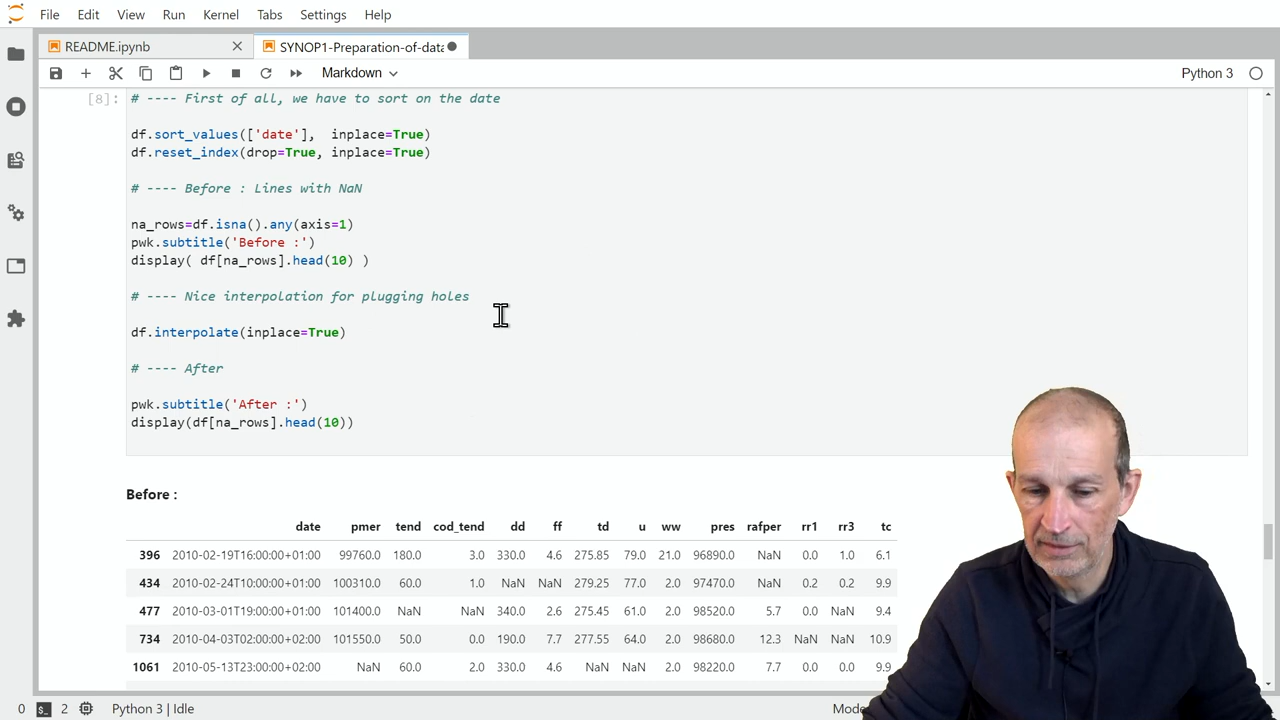 File Edit View Run Kernel Tabs Settings Help
README.ipynb
SYNOP1-Preparation-of-data
Markdown
Python 3
[8]:
# ---- First of all, we have to sort on the date
df.sort_values(['date'],  inplace=True)
df.reset_index(drop=True, inplace=True)
# ---- Before : Lines with NaN
na_rows=df.isna().any(axis=1)
pwk.subtitle('Before :')
display( df[na_rows].head(10) )
# ---- Nice interpolation for plugging holes
df.interpolate(inplace=True)
# ---- After
pwk.subtitle('After :')
display(df[na_rows].head(10))
Before :
date pmer tend cod_tend dd ff td u ww pres rafper rr1 rr3 tc
396 2010-02-19T16:00:00+01:00 99760.0 180.0 3.0 330.0 4.6 275.85 79.0 21.0 96890.0 NaN 0.0 1.0 6.1
434 2010-02-24T10:00:00+01:00 100310.0 60.0 1.0 NaN NaN 279.25 77.0 2.0 97470.0 NaN 0.2 0.2 9.9
477 2010-03-01T19:00:00+01:00 101400.0 NaN NaN 340.0 2.6 275.45 61.0 2.0 98520.0 5.7 0.0 NaN 9.4
734 2010-04-03T02:00:00+02:00 101550.0 50.0 0.0 190.0 7.7 277.55 64.0 2.0 98680.0 12.3 NaN NaN 10.9
1061 2010-05-13T23:00:00+02:00 NaN 60.0 2.0 330.0 4.6 NaN NaN 2.0 98220.0 7.7 0.0 0.0 9.9
0 2 Python 3 | Idle
Mode